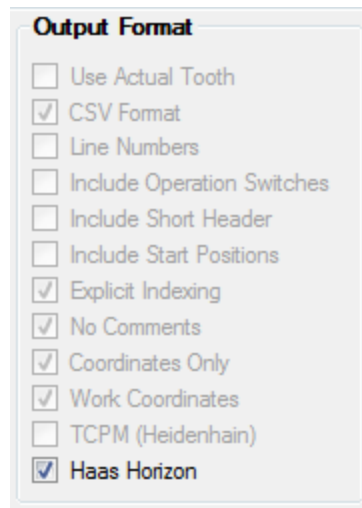 Output Format
Use Actual Tooth
CSV Format
Line Numbers
Include Operation Switches
Include Short Header
Include Start Positions
Explicit Indexing
No Comments
Coordinates Only
Work Coordinates
TCPM (Heidenhain)
Haas Horizon